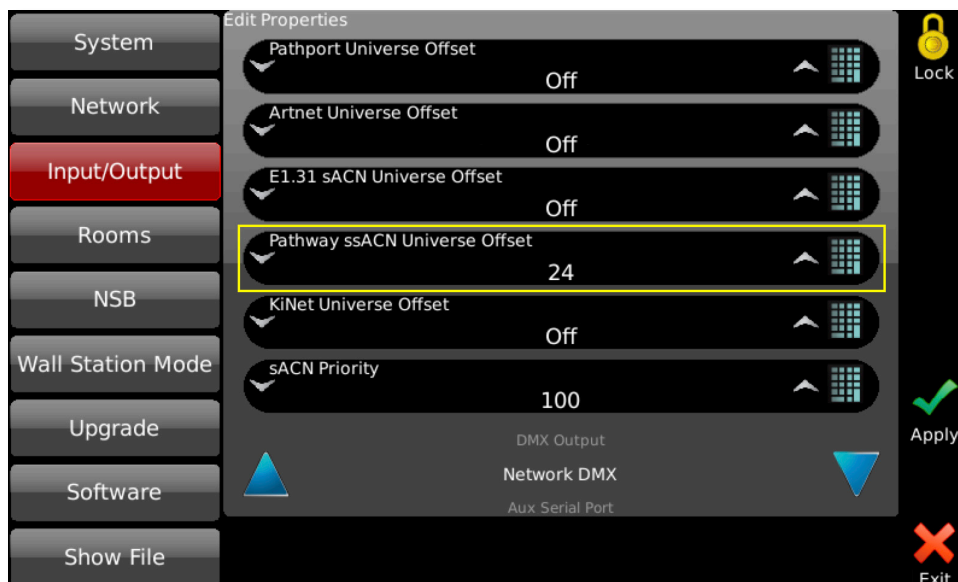 System
Network
Input/Output
Rooms
NSB
Wall Station Mode
Upgrade
Software
Show File
Edit Properties
Pathport Universe Offset
Off
Artnet Universe Offset
Off
E1.31 sACN Universe Offset
Off
Pathway ssACN Universe Offset
24
KiNet Universe Offset
Off
sACN Priority
100
DMX Output
Network DMX
Aux Serial Port
Lock
Apply
Exit